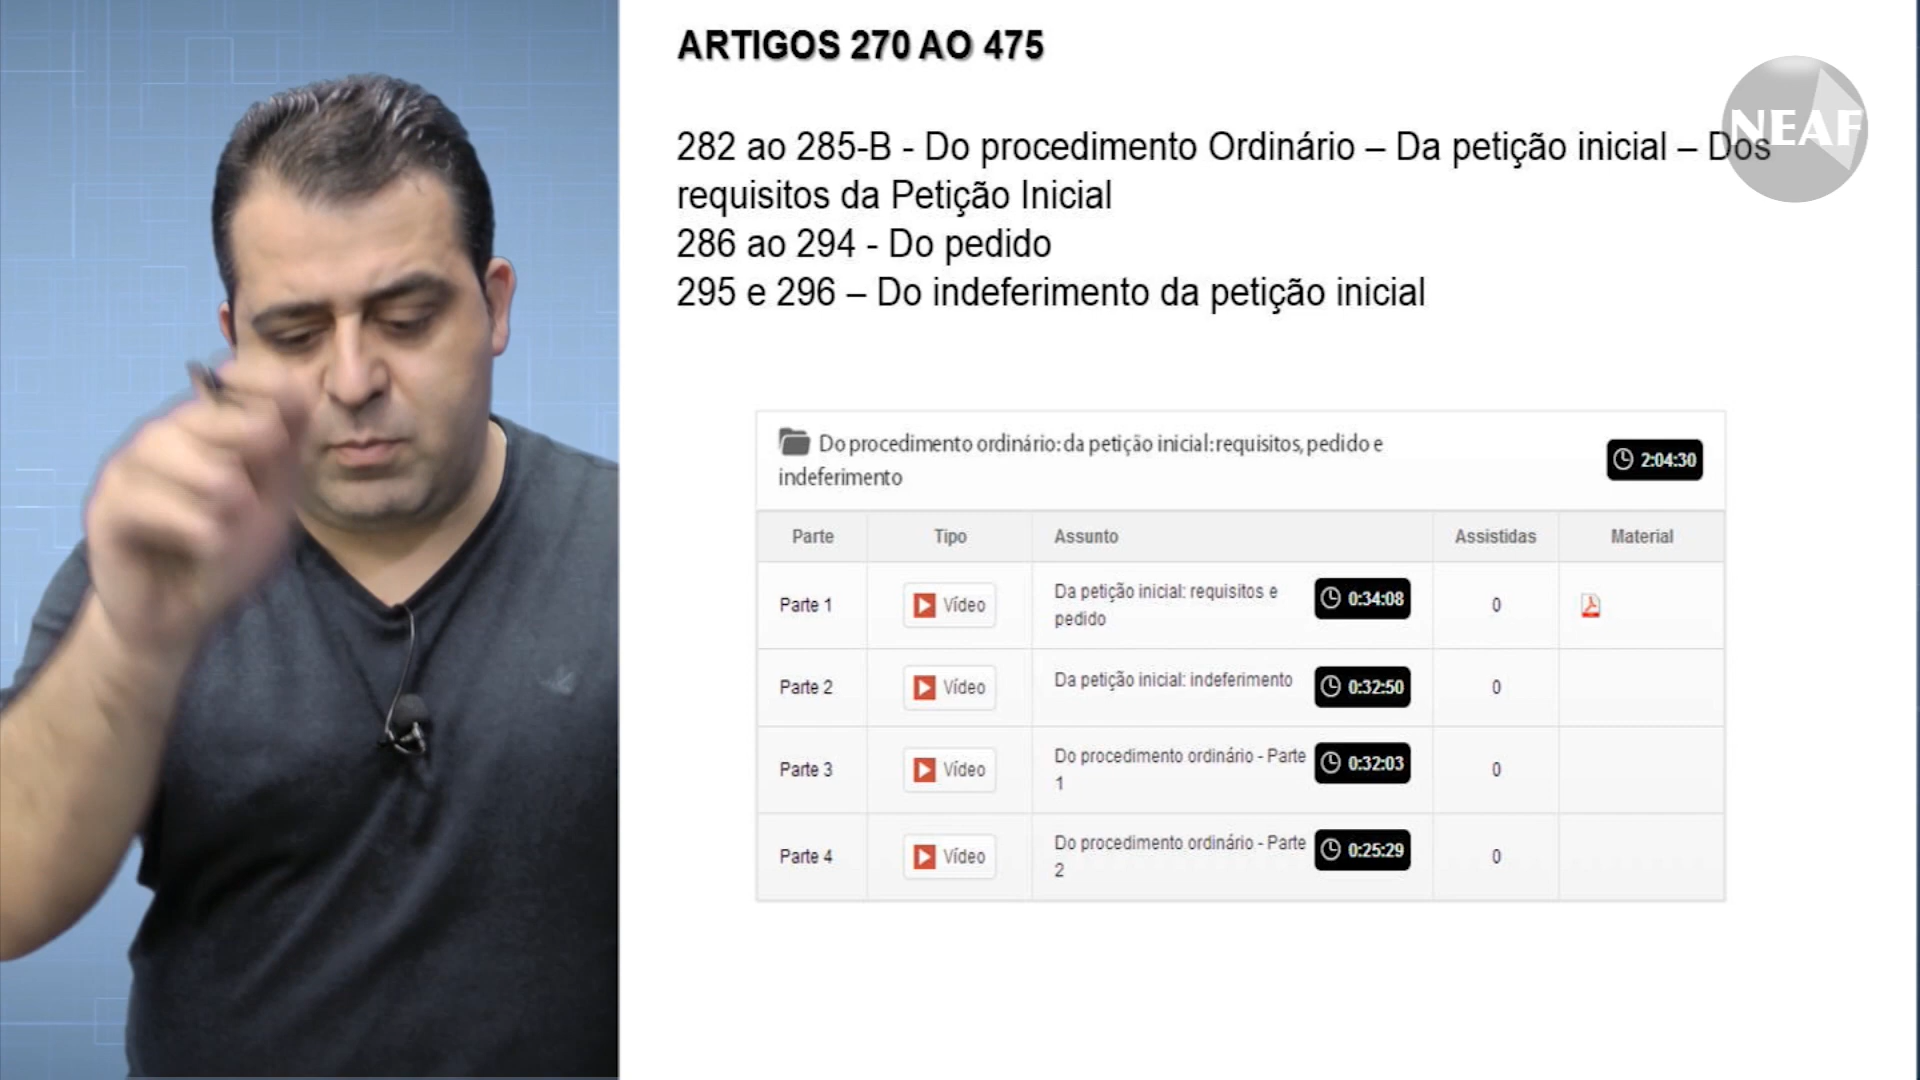 ARTIGOS 270 AO 475
NEAF
282 ao 285-B - Do procedimento Ordinário – Da petição inicial – Dos
requisitos da Petição Inicial
286 ao 294 - Do pedido
295 e 296 – Do indeferimento da petição inicial
Do procedimento ordinário: da petição inicial: requisitos, pedido e
indeferimento
2:04:30
Parte Tipo Assunto Assistidas Material
Parte 1 Vídeo Da petição inicial: requisitos e 0:34:08 0
pedido
Parte 2 Vídeo Da petição inicial: indeferimento 0:32:50 0
Parte 3 Vídeo Do procedimento ordinário - Parte 0:32:03 0
1
Parte 4 Vídeo Do procedimento ordinário - Parte 0:25:29 0
2